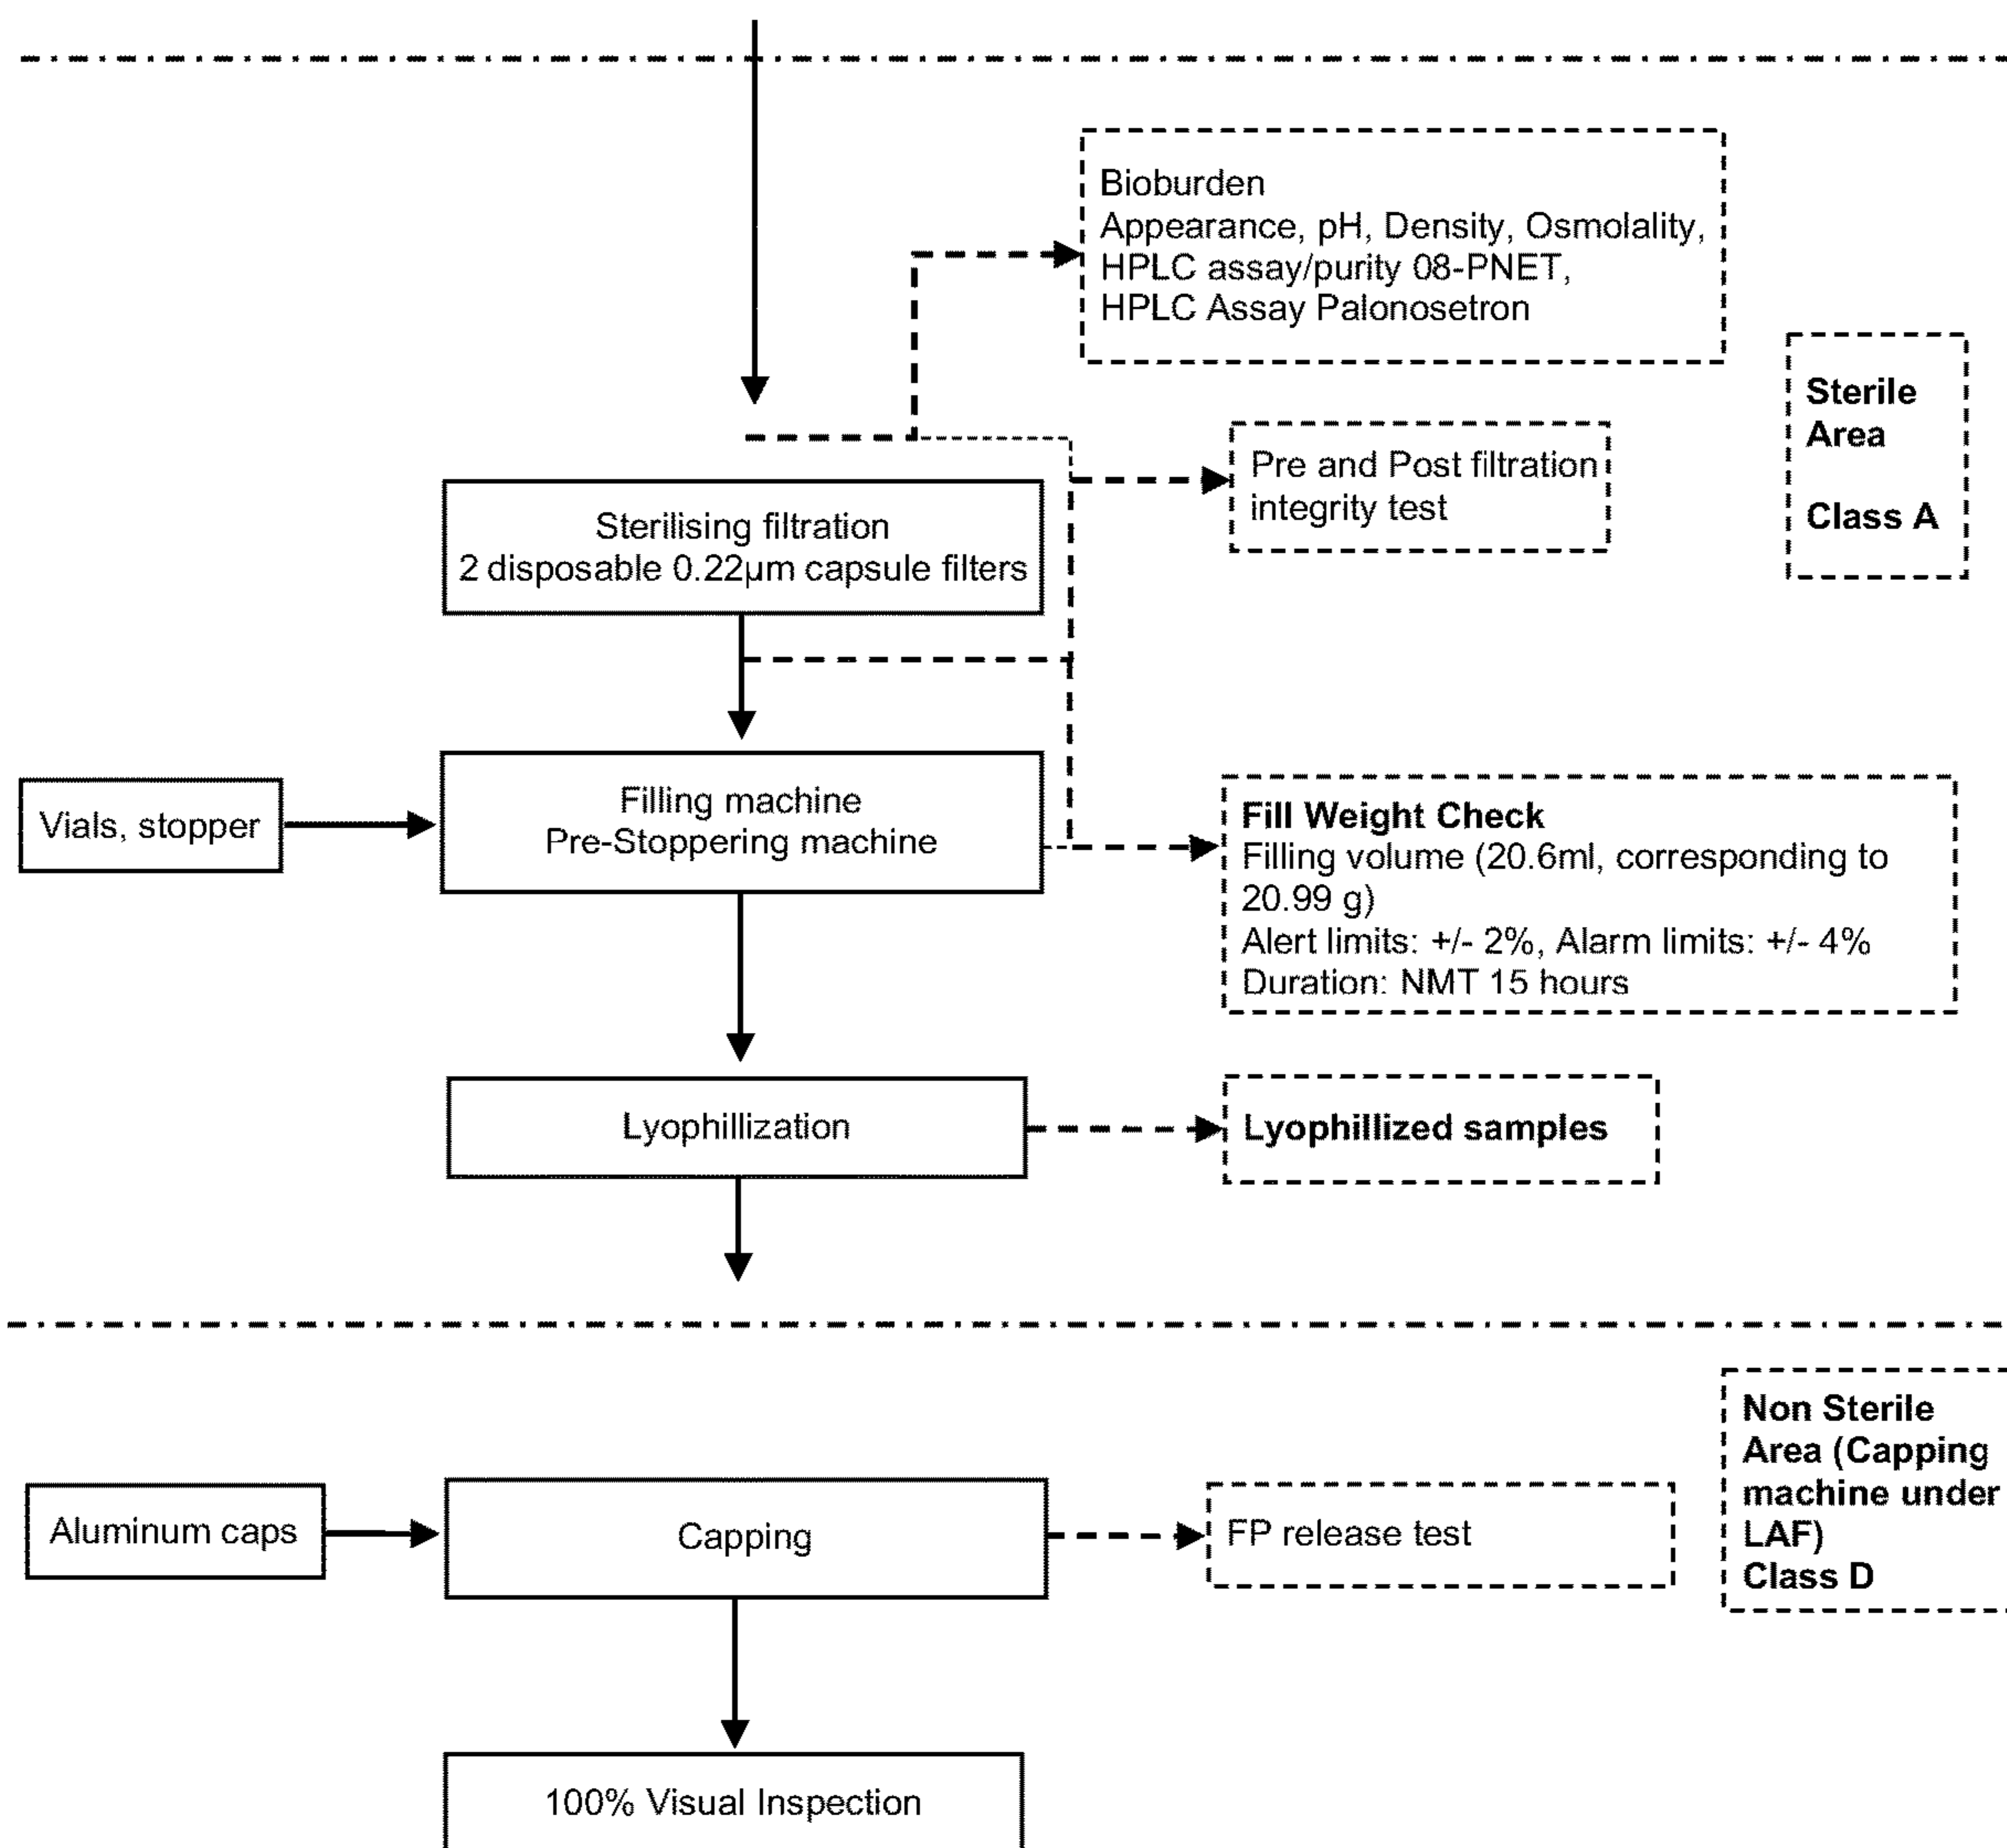 Bioburden
Appearance, pH, Density, Osmolality,
HPLC assay/purity 08-PNET,
HPLC Assay Palonosetron
Sterile
Area
Class A
Pre and Post filtration
integrity test
Sterilising filtration
2 disposable 0.22µm capsule filters
Vials, stopper
Filling machine
Pre-Stoppering machine
Fill Weight Check
Filling volume (20.6ml, corresponding to
20.99 g)
Alert limits: +/- 2%, Alarm limits: +/- 4%
Duration: NMT 15 hours
Lyophillization
Lyophillized samples
Non Sterile
Area (Capping
machine under
LAF)
Class D
Aluminum caps
Capping
FP release test
100% Visual Inspection